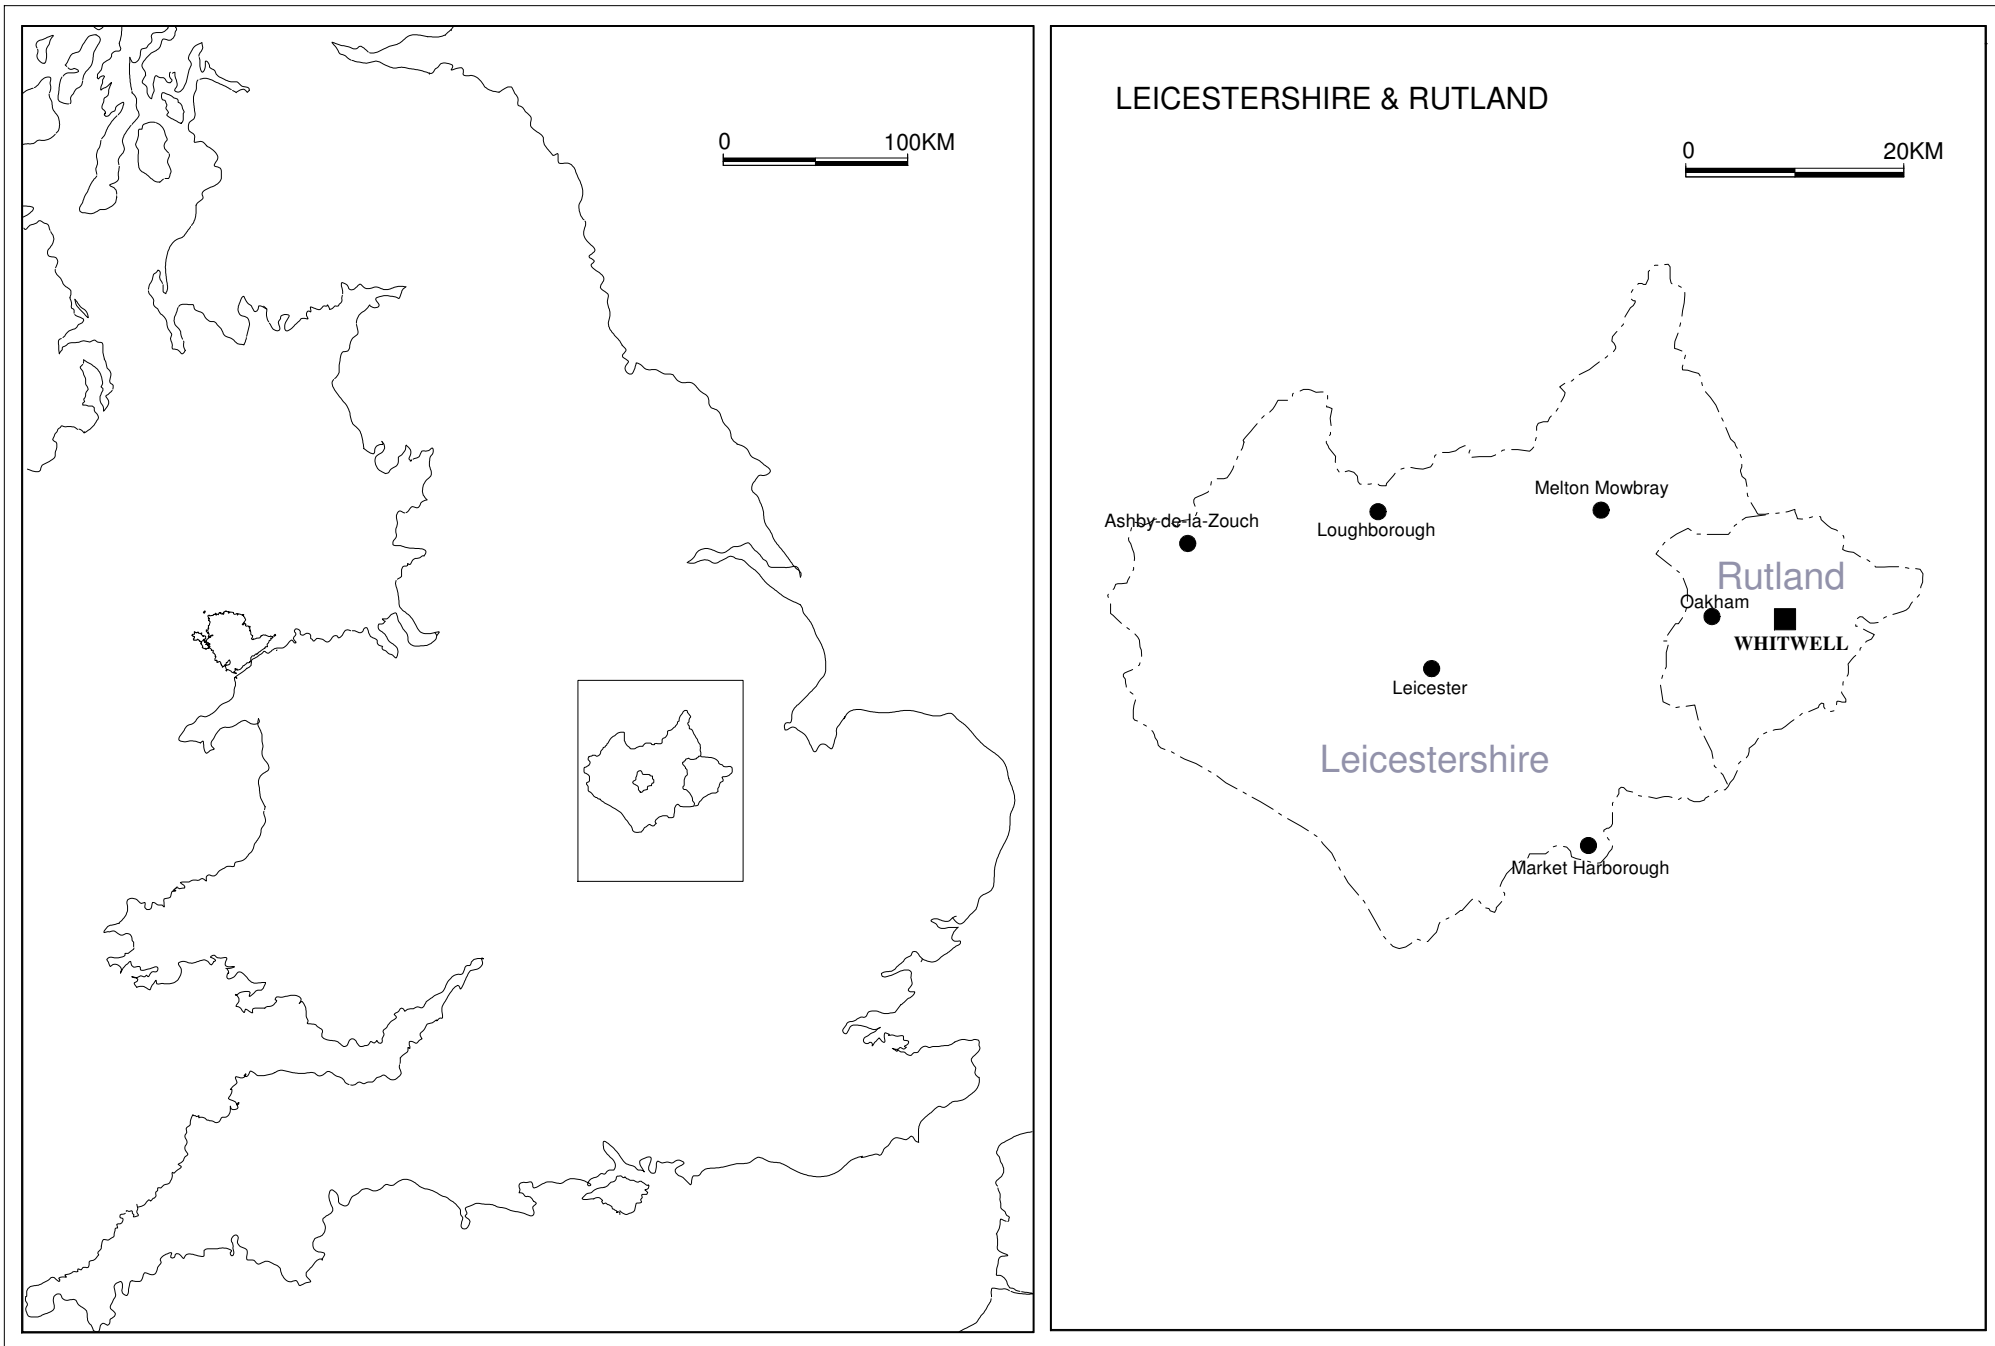 0 100KM
LEICESTERSHIRE & RUTLAND
0 20KM
Melton Mowbray
Ashby-de-la-Zouch
Loughborough
Rutland
Oakham
WHITWELL
Leicester
Leicestershire
Market Harborough